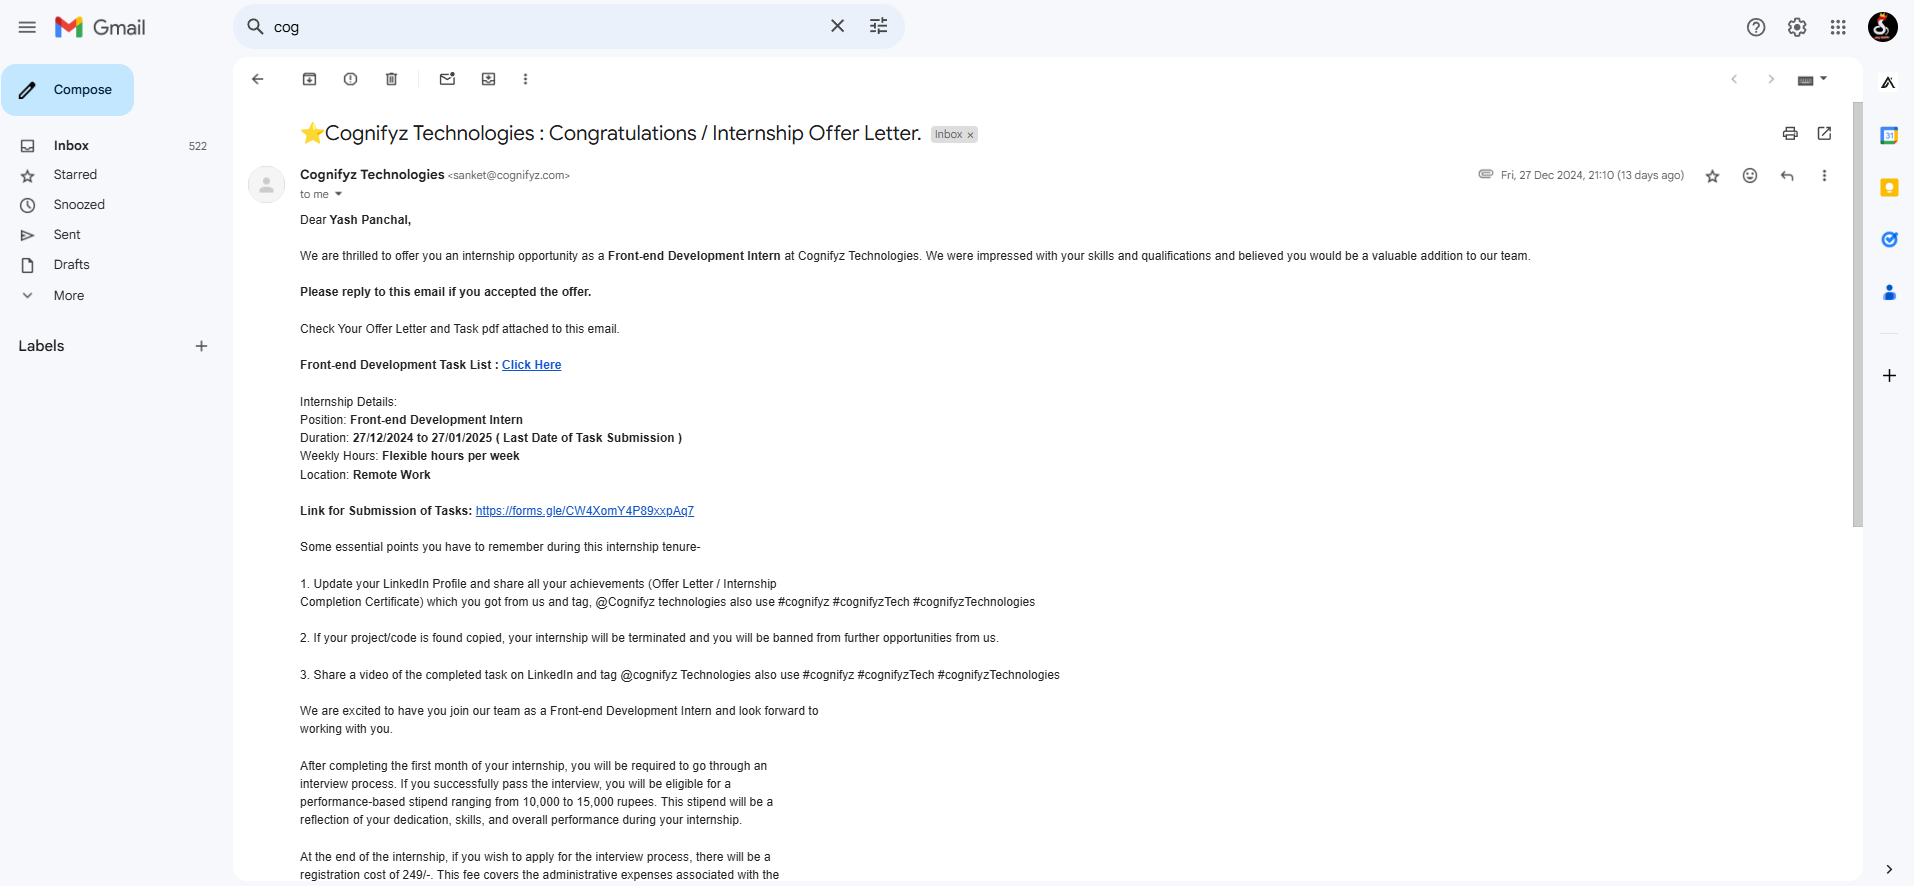 Gmail
cog
Compose
Inbox 522
Starred
Snoozed
Sent
Drafts
More
Labels
⭐Cognifyz Technologies : Congratulations / Internship Offer Letter. Inbox x
Cognifyz Technologies <sanket@cognifyz.com> Fri, 27 Dec 2024, 21:10 (13 days ago)
to me
Dear Yash Panchal,
We are thrilled to offer you an internship opportunity as a Front-end Development Intern at Cognifyz Technologies. We were impressed with your skills and qualifications and believed you would be a valuable addition to our team.
Please reply to this email if you accepted the offer.
Check Your Offer Letter and Task pdf attached to this email.
Front-end Development Task List : Click Here
Internship Details:
Position: Front-end Development Intern
Duration: 27/12/2024 to 27/01/2025 ( Last Date of Task Submission )
Weekly Hours: Flexible hours per week
Location: Remote Work
Link for Submission of Tasks: https://forms.gle/CW4XomY4P89xxpAq7
Some essential points you have to remember during this internship tenure-
1. Update your LinkedIn Profile and share all your achievements (Offer Letter / Internship
Completion Certificate) which you got from us and tag, @Cognifyz technologies also use #cognifyz #cognifyzTech #cognifyzTechnologies
2. If your project/code is found copied, your internship will be terminated and you will be banned from further opportunities from us.
3. Share a video of the completed task on LinkedIn and tag @cognifyz Technologies also use #cognifyz #cognifyzTech #cognifyzTechnologies
We are excited to have you join our team as a Front-end Development Intern and look forward to
working with you.
After completing the first month of your internship, you will be required to go through an
interview process. If you successfully pass the interview, you will be eligible for a
performance-based stipend ranging from 10,000 to 15,000 rupees. This stipend will be a
reflection of your dedication, skills, and overall performance during your internship.
At the end of the internship, if you wish to apply for the interview process, there will be a
registration cost of 249/-. This fee covers the administrative expenses associated with the
31